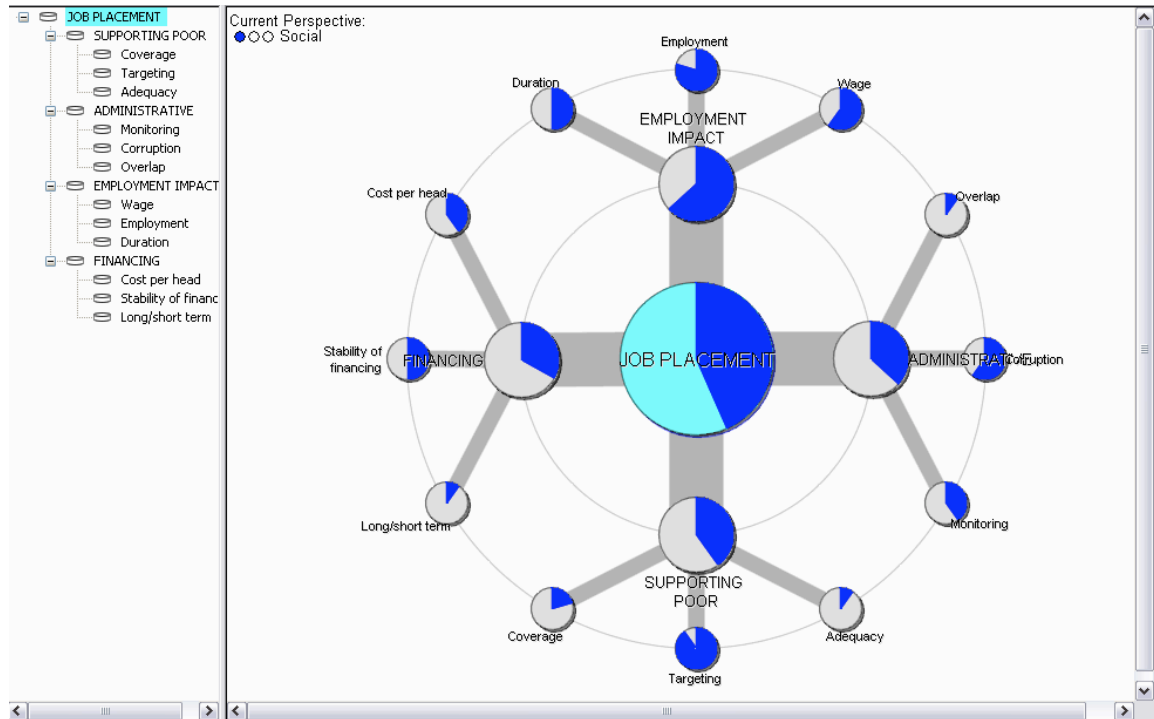 JOB PLACEMENT
SUPPORTING POOR
Coverage
Targeting
Adequacy
ADMINISTRATIVE
Monitoring
Corruption
Overlap
EMPLOYMENT IMPACT
Wage
Employment
Duration
FINANCING
Cost per head
Stability of financ
Long/short term
Current Perspective:
Social
Employment
Duration
Wage
EMPLOYMENT
IMPACT
Cost per head
Overlap
Stability of
financing
FINANCING
JOB PLACEMENT
ADMINISTRATIVE
Corruption
Long/short term
Monitoring
SUPPORTING
POOR
Coverage
Adequacy
Targeting